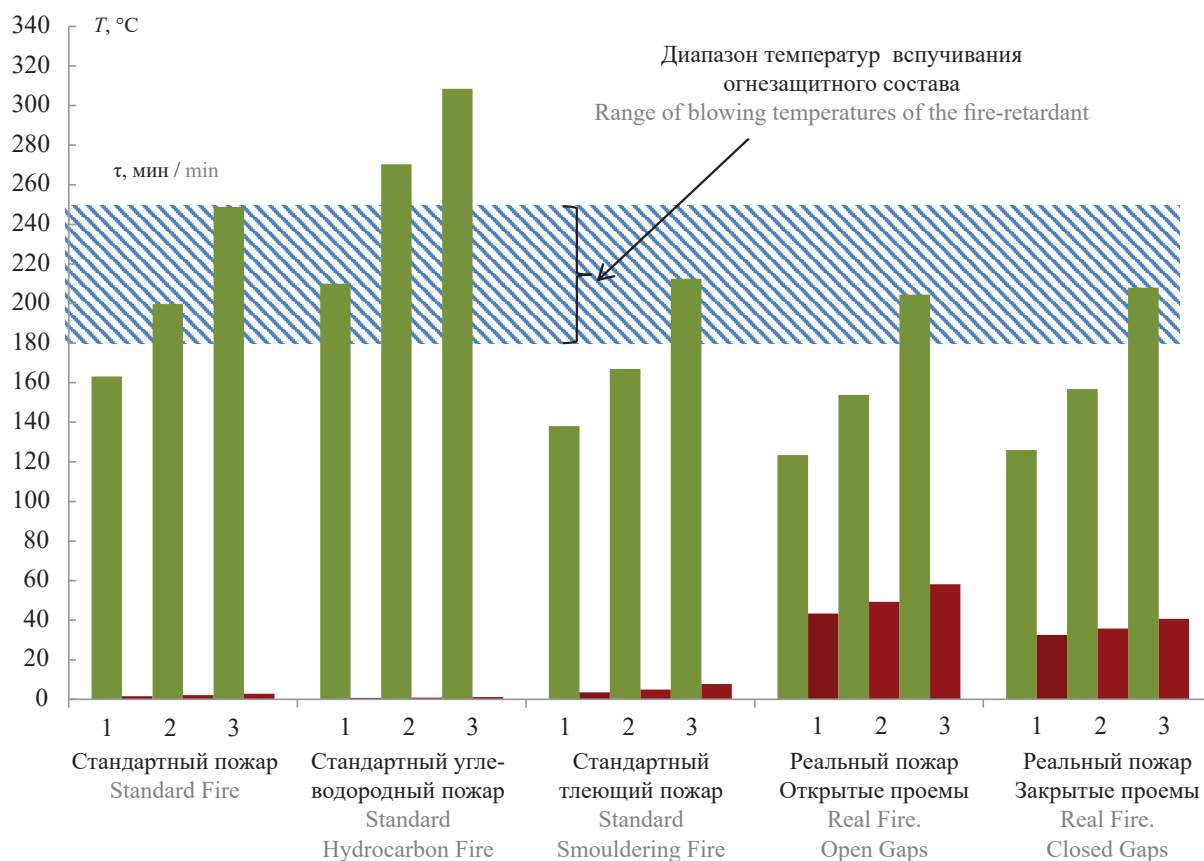 T, °C
340
320
300
280
260
240
220
200
180
160
140
120
100
80
60
40
20
0
Диапазон температур вспучивания
огнезащитного состава
Range of blowing temperatures of the fire-retardant
τ, мин / min
1 2 3 1 2 3 1 2 3 1 2 3 1 2 3
Стандартный пожар
Standard Fire
Стандартный угле-
водородный пожар
Standard
Hydrocarbon Fire
Стандартный
тлеющий пожар
Standard
Smouldering Fire
Реальный пожар
Открытые проемы
Real Fire.
Open Gaps
Реальный пожар
Закрытые проемы
Real Fire.
Closed Gaps